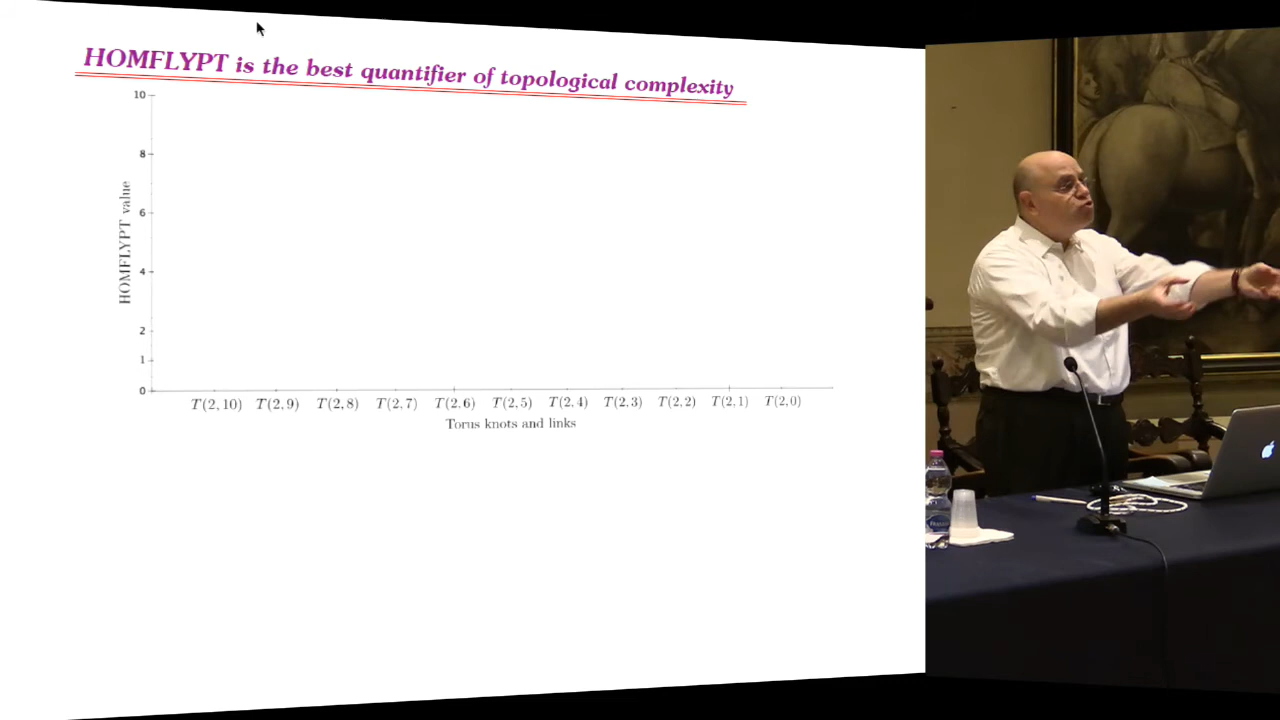 HOMFLYPT is the best quantifier of topological complexity
10
8
6
4
2
1
0
HOMFLYPT value
T(2,10) T(2,9) T(2,8) T(2,7) T(2,6) T(2,5) T(2,4) T(2,3) T(2,2) T(2,1) T(2,0)
Torus knots and links